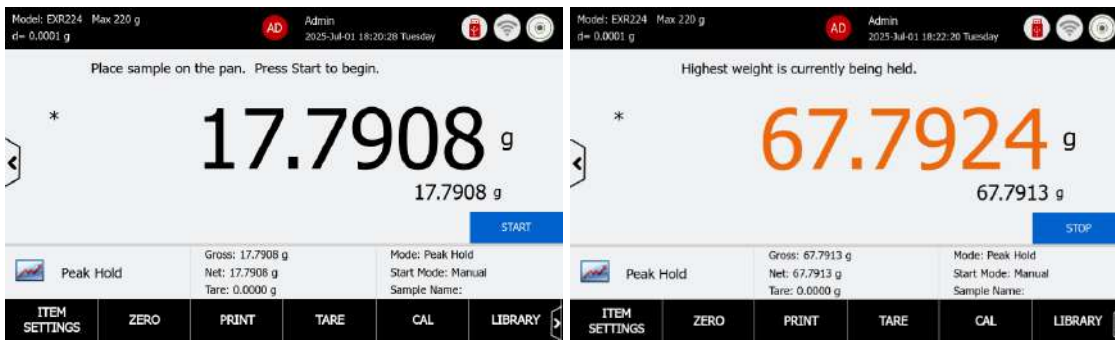 Model: EXR224 Max 220 g
d= 0.0001 g
AD
Admin
2025-Jul-01 18:20:28 Tuesday
Place sample on the pan. Press Start to begin.
*
17.7908 g
17.7908 g
START
Peak Hold
Gross: 17.7908 g
Net: 17.7908 g
Tare: 0.0000 g
Mode: Peak Hold
Start Mode: Manual
Sample Name:
ITEM SETTINGS
ZERO
PRINT
TARE
CAL
LIBRARY
Model: EXR224 Max 220 g
d= 0.0001 g
AD
Admin
2025-Jul-01 18:22:20 Tuesday
Highest weight is currently being held.
*
67.7924 g
67.7913 g
STOP
Peak Hold
Gross: 67.7913 g
Net: 67.7913 g
Tare: 0.0000 g
Mode: Peak Hold
Start Mode: Manual
Sample Name:
ITEM SETTINGS
ZERO
PRINT
TARE
CAL
LIBRARY